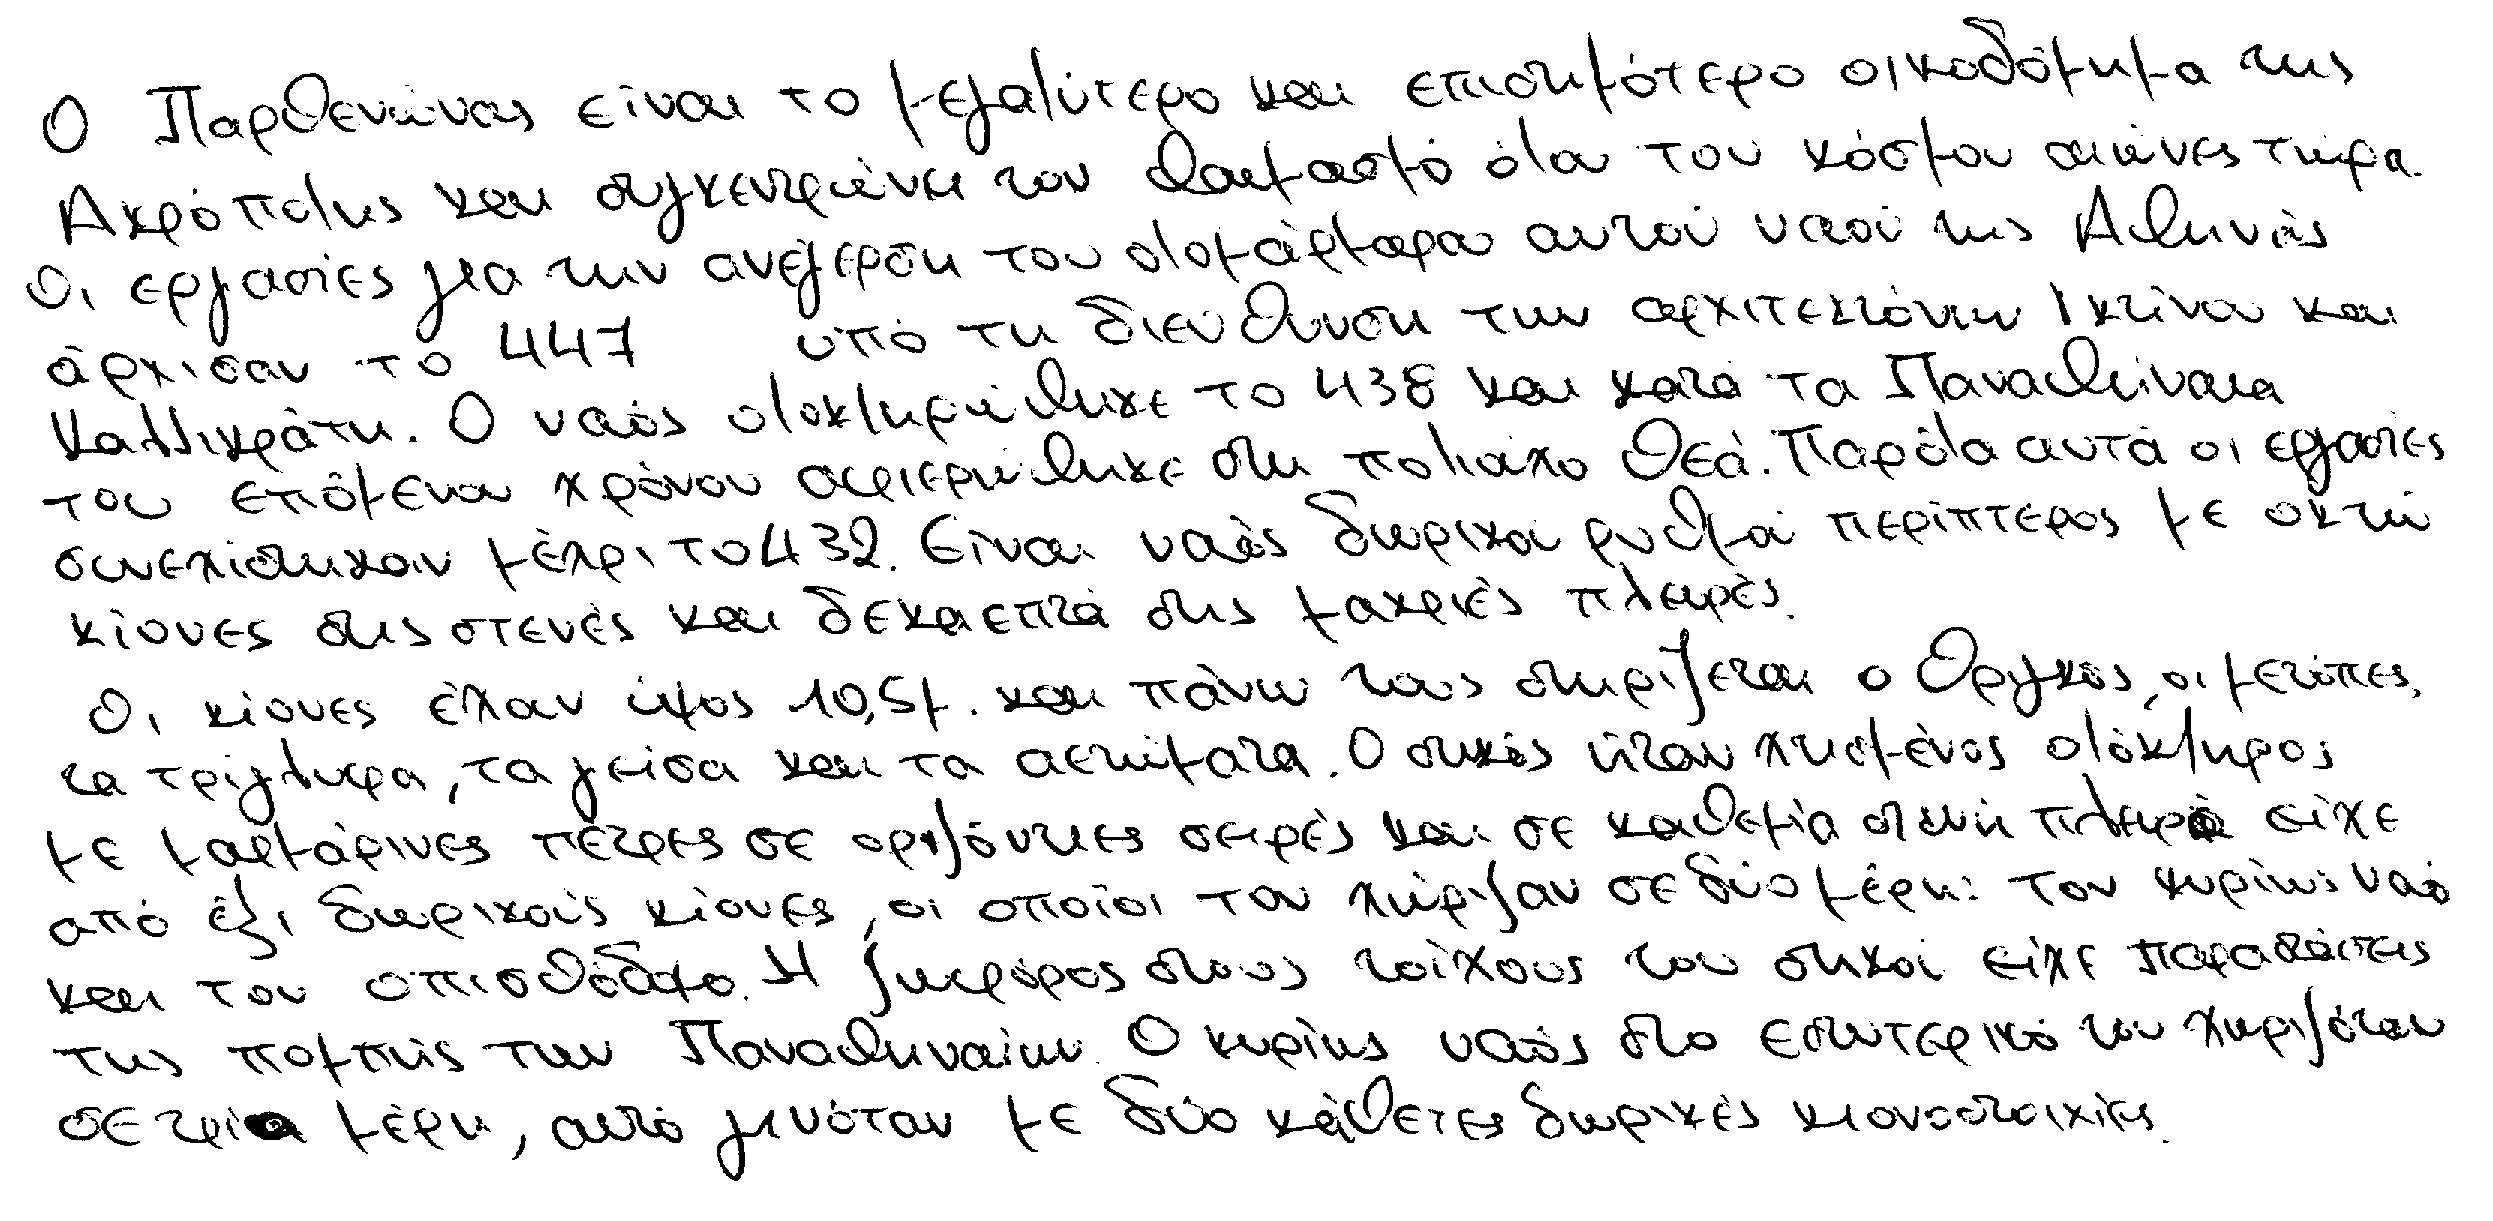 Ο Παρθενώνας είναι το μεγαλύτερο και επισημότερο οικοδόμημα της
Ακρόπολης και συγκεντρώνει τον θαυμασμό όλου του κόσμου αιώνες τώρα.
Οι εργασίες για την ανέγερση του ολομάρμαρου αυτού ναού της Αθηνάς
άρχισαν το 447 υπό τη διεύθυνση των αρχιτεκτόνων Ικτίνου και
Καλλικράτη. Ο ναός ολοκληρώθηκε το 438 και κατά τα Παναθήναια
του επόμενου χρόνου αφιερώθηκε στη πολιούχο θεά. Παρόλα αυτά οι εργασίες
συνεχίστηκαν μέχρι το 432. Είναι ναός δωρικού ρυθμού περίπτερος με οκτώ
κίονες στις στενές και δεκαεπτά στις μακριές πλευρές.
Οι κίονες έχουν ύψος 10,5μ. και πάνω τους στηρίζεται ο θριγκός, οι μετόπες,
τα τρίγλυφα, τα γείσα και τα αετώματα. Ο σηκός ήταν χτισμένος ολόκληρος
με μαρμάρινες πέτρες σε οριζόντιες σειρές και σε καθεμία στενή πλευρά είχε
από έξι δωρικούς κίονες, οι οποίοι τον χώριζαν σε δύο μέρη: τον κυρίως ναό
και τον οπισθόδομο. Η ζωφόρος στους τοίχους του σηκού είχε παραστάσεις
της πομπής των Παναθηναίων. Ο κυρίως ναός στο εσωτερικό του χωριζόταν
σε τρία μέρη, αυτό γινόταν με δύο κάθετες δωρικές κιονοστοιχίες.